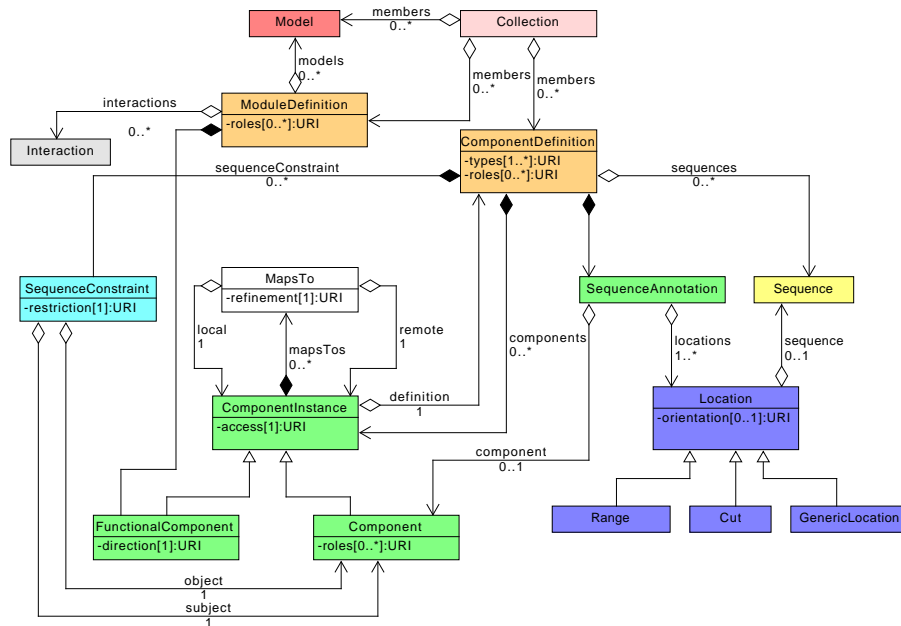 Model
members
0..*
Collection
models
0..*
members
0..*
members
0..*
interactions
0..*
ModuleDefinition
-roles[0..*]:URI
Interaction
ComponentDefinition
-types[1..*]:URI
-roles[0..*]:URI
sequenceConstraint
0..*
sequences
0..*
SequenceConstraint
-restriction[1]:URI
MapsTo
-refinement[1]:URI
SequenceAnnotation
Sequence
local
1
mapsTos
0..*
remote
1
components
0..*
locations
1..*
sequence
0..1
ComponentInstance
-access[1]:URI
definition
1
Location
-orientation[0..1]:URI
component
0..1
FunctionalComponent
-direction[1]:URI
Component
-roles[0..*]:URI
Range
Cut
GenericLocation
object
1
subject
1